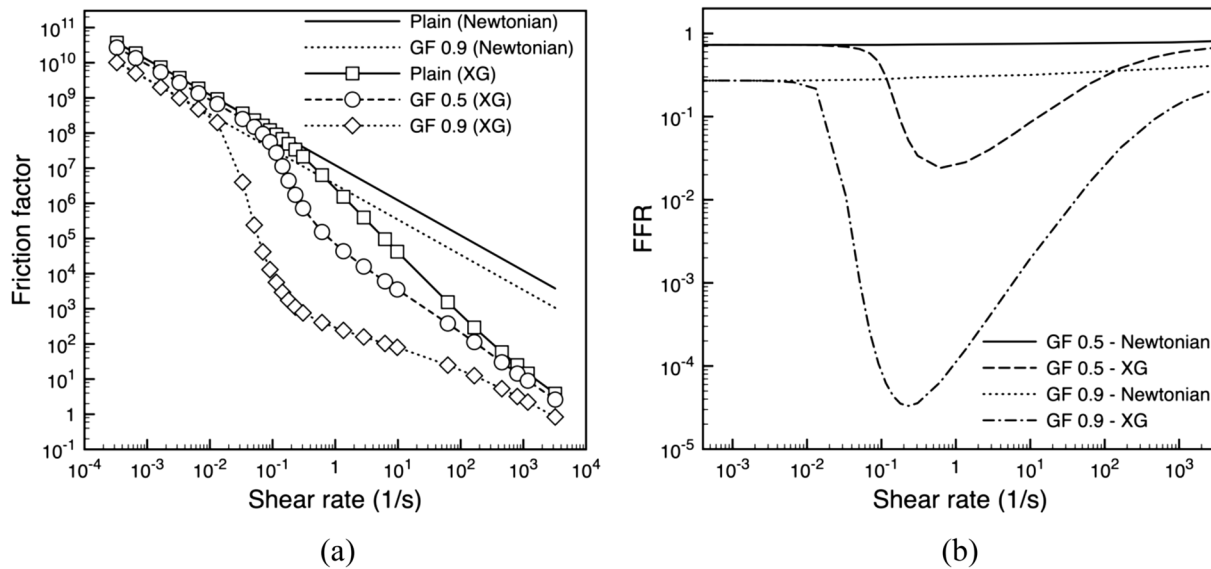 Plain (Newtonian)
GF 0.9 (Newtonian)
Plain (XG)
GF 0.5 (XG)
GF 0.9 (XG)
Friction factor
10^11
10^10
10^9
10^8
10^7
10^6
10^5
10^4
10^3
10^2
10^1
1
10^-1
10^-4
10^-3
10^-2
10^-1
1
10^1
10^2
10^3
10^4
Shear rate (1/s)
(a)
FFR
1
10^-1
10^-2
10^-3
10^-4
10^-5
GF 0.5 - Newtonian
GF 0.5 - XG
GF 0.9 - Newtonian
GF 0.9 - XG
10^-3
10^-2
10^-1
1
10^1
10^2
10^3
Shear rate (1/s)
(b)